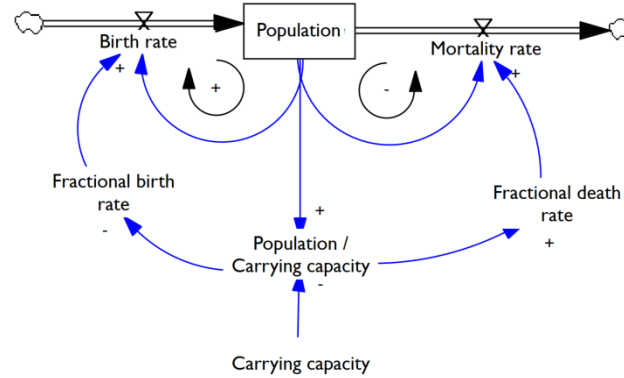 Population
Birth rate
Mortality rate
+
+
+
-
Fractional birth
rate
-
Fractional death
rate
+
+
Population /
Carrying capacity
-
Carrying capacity